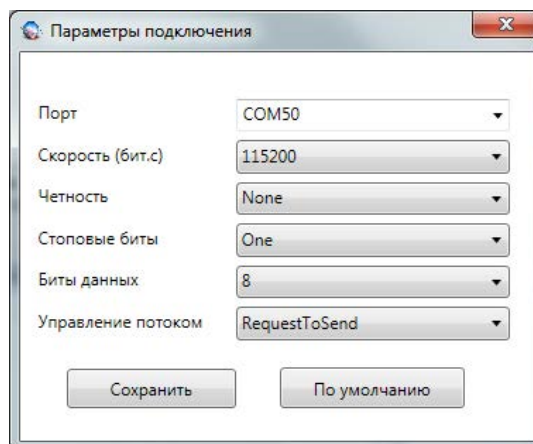 Параметры подключения
Порт COM50
Скорость (бит.с) 115200
Четность None
Стоповые биты One
Биты данных 8
Управление потоком RequestToSend
Сохранить По умолчанию